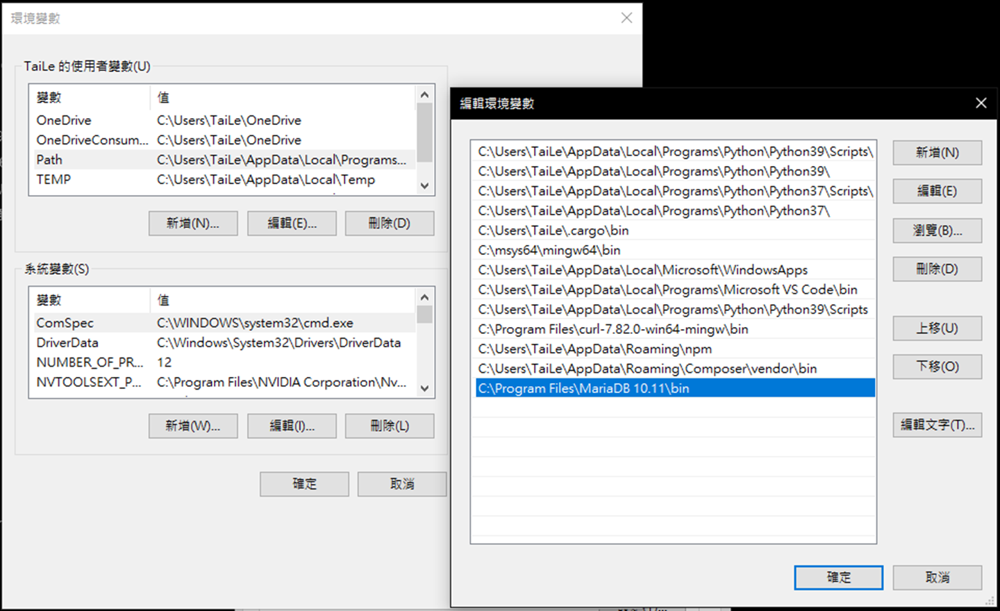 環境變數
TaiLe 的使用者變數(U)
變數 值
OneDrive C:\Users\TaiLe\OneDrive
OneDriveConsum... C:\Users\TaiLe\OneDrive
Path C:\Users\TaiLe\AppData\Local\Programs...
TEMP C:\Users\TaiLe\AppData\Local\Temp
新增(N)... 編輯(E)... 刪除(D)
系統變數(S)
變數 值
ComSpec C:\WINDOWS\system32\cmd.exe
DriverData C:\Windows\System32\Drivers\DriverData
NUMBER_OF_PR... 12
NVTOOLSEXT_P... C:\Program Files\NVIDIA Corporation\Nv...
新增(W)... 編輯(I)... 刪除(L)
確定 取消
編輯環境變數
C:\Users\TaiLe\AppData\Local\Programs\Python\Python39\Scripts\
C:\Users\TaiLe\AppData\Local\Programs\Python\Python39\
C:\Users\TaiLe\AppData\Local\Programs\Python\Python37\Scripts\
C:\Users\TaiLe\AppData\Local\Programs\Python\Python37\
C:\Users\TaiLe\.cargo\bin
C:\msys64\mingw64\bin
C:\Users\TaiLe\AppData\Local\Microsoft\WindowsApps
C:\Users\TaiLe\AppData\Local\Programs\Microsoft VS Code\bin
C:\Users\TaiLe\AppData\Local\Programs\Python\Python39\Scripts
C:\Program Files\curl-7.82.0-win64-mingw\bin
C:\Users\TaiLe\AppData\Roaming\npm
C:\Users\TaiLe\AppData\Roaming\Composer\vendor\bin
C:\Program Files\MariaDB 10.11\bin
新增(N)
編輯(E)
瀏覽(B)...
刪除(D)
上移(U)
下移(O)
編輯文字(T)...
確定 取消